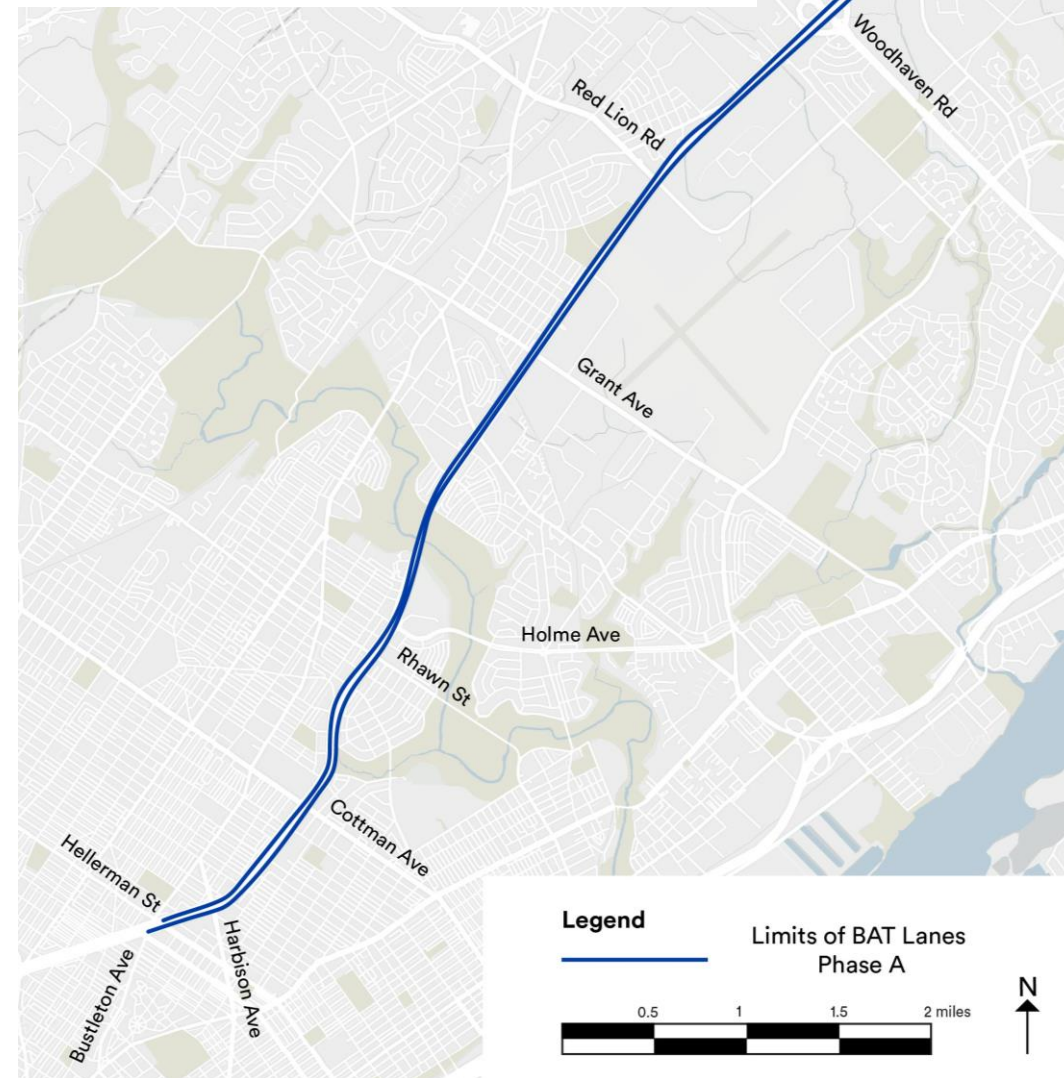 Woodhaven Rd
Red Lion Rd
Grant Ave
Holme Ave
Rhawn St
Cottman Ave
Hellerman St
Harbison Ave
Bustleton Ave
Legend
Limits of BAT Lanes
Phase A
0.5 1 1.5 2 miles
N